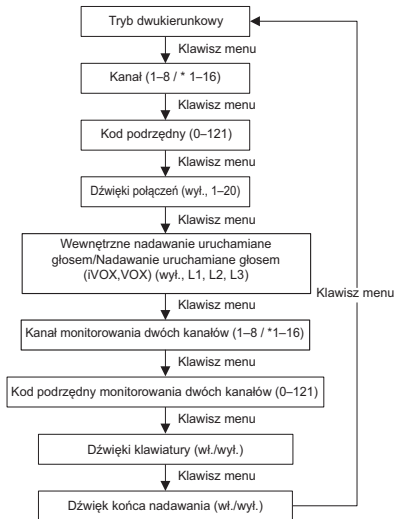 Tryb dwukierunkowy
Klawisz menu
Kanał (1–8 / * 1–16)
Klawisz menu
Kod podrzędny (0–121)
Klawisz menu
Dźwięki połączeń (wył., 1–20)
Klawisz menu
Wewnętrzne nadawanie uruchamiane
głosem/Nadawanie uruchamiane głosem
(iVOX,VOX) (wył., L1, L2, L3)
Klawisz menu
Klawisz menu
Kanał monitorowania dwóch kanałów (1–8 / *1–16)
Klawisz menu
Kod podrzędny monitorowania dwóch kanałów (0–121)
Klawisz menu
Dźwięki klawiatury (wł./wył.)
Klawisz menu
Dźwięk końca nadawania (wł./wył.)